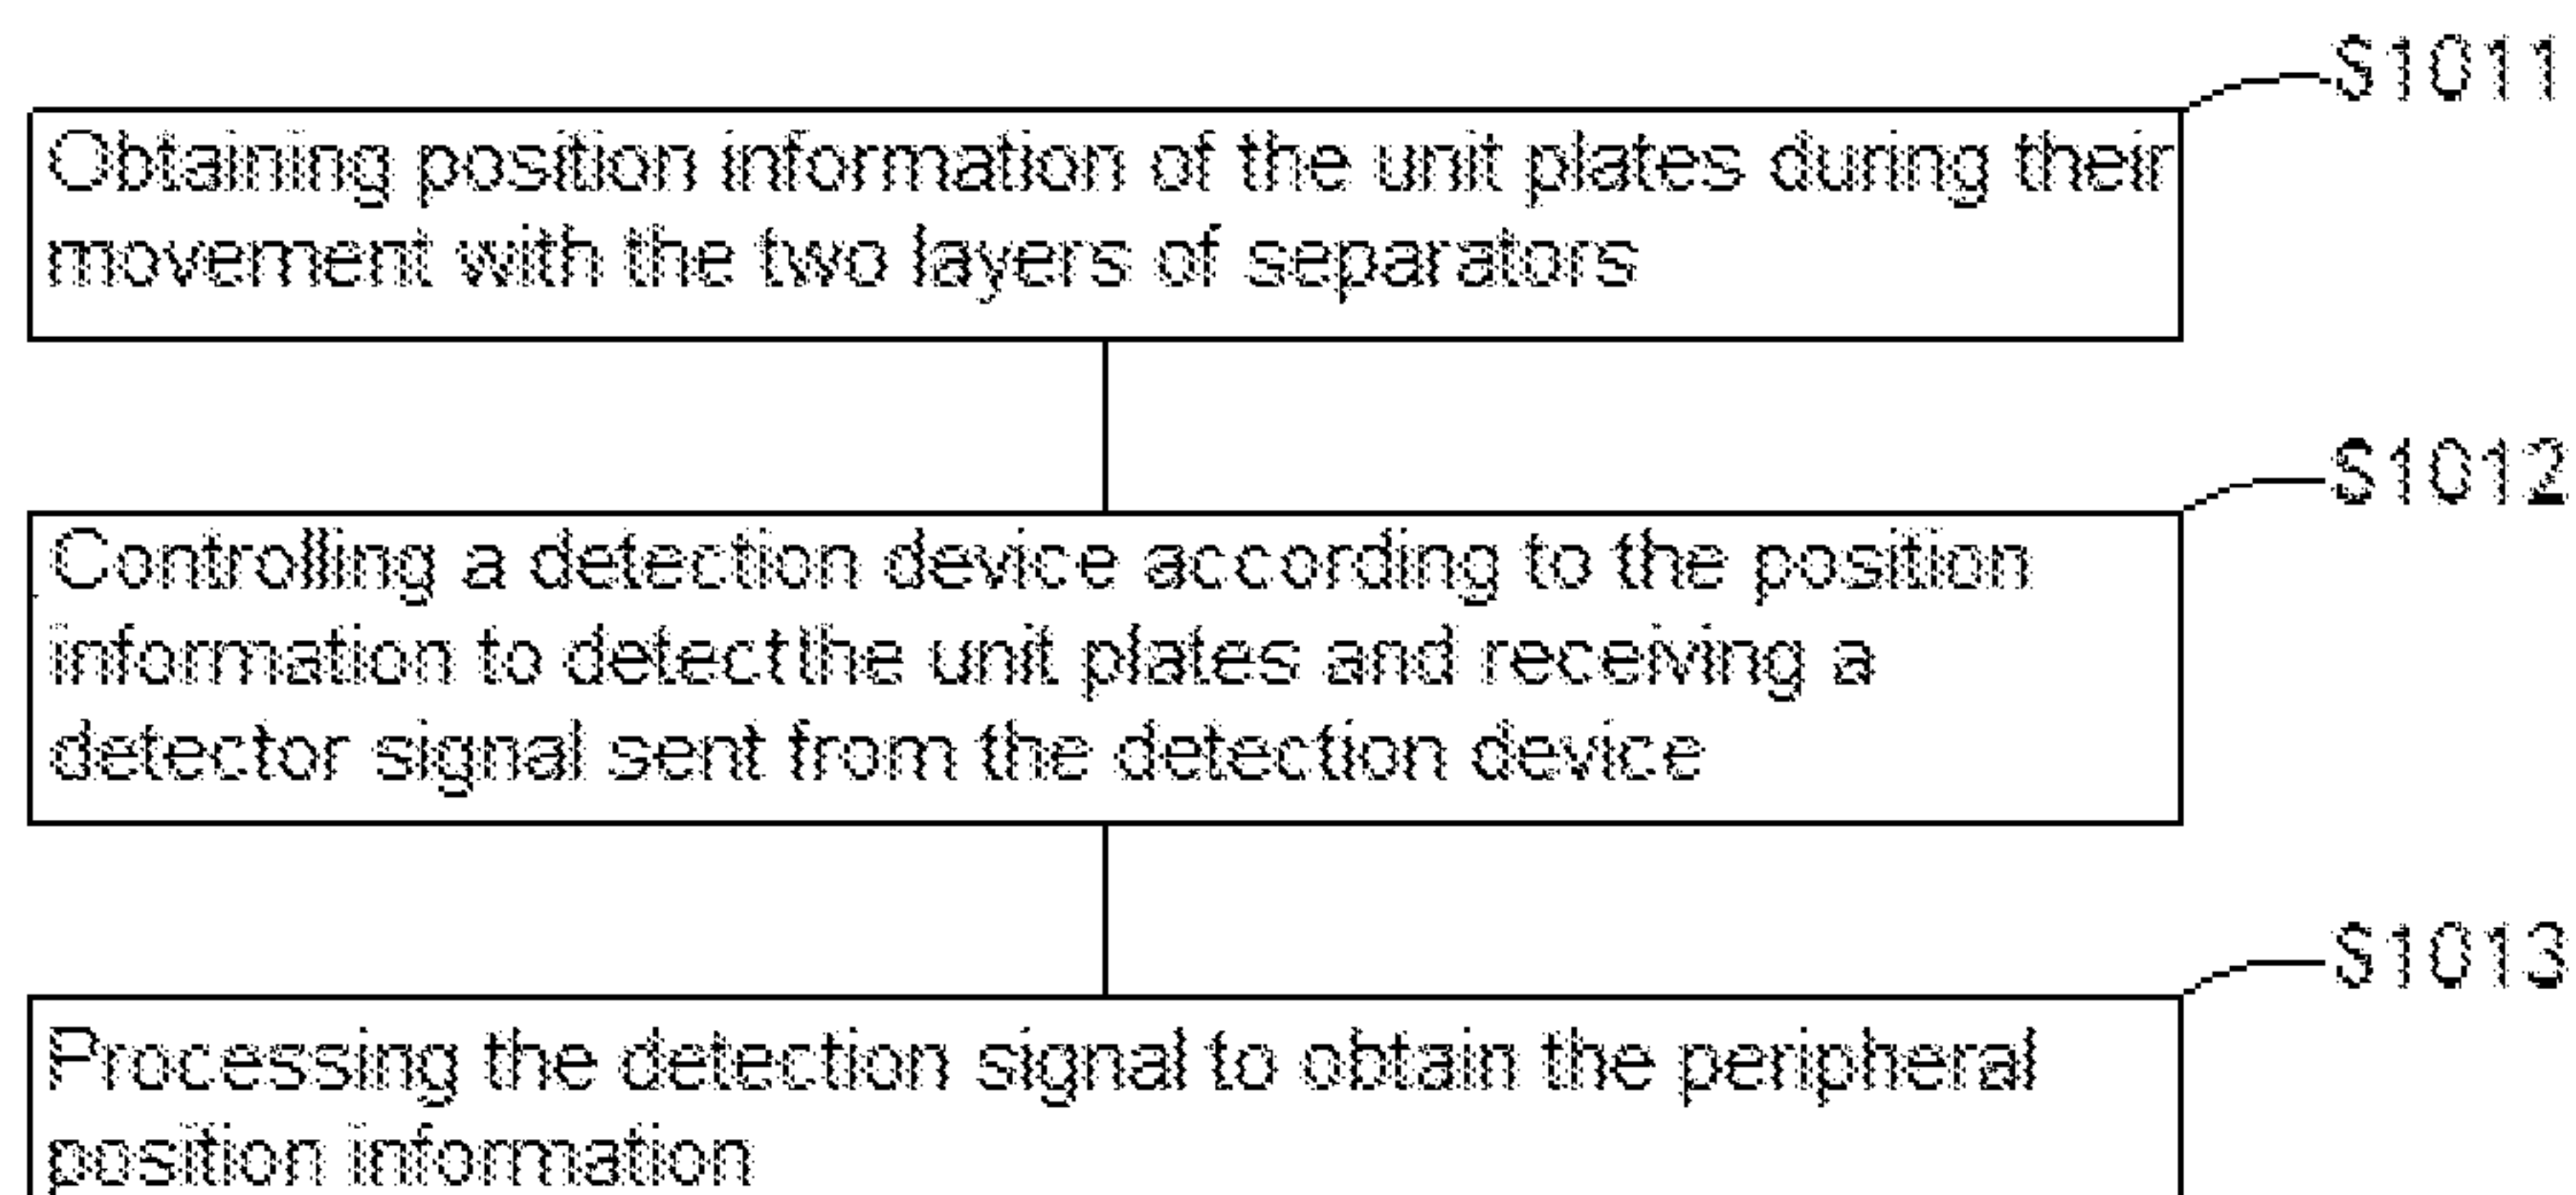 S1011
Obtaining position information of the unit plates during their
movement with the two layers of separators
S1012
Controlling a detection device according to the position
information to detect the unit plates and receiving a
detector signal sent from the detection device
S1013
Processing the detection signal to obtain the peripheral
position information